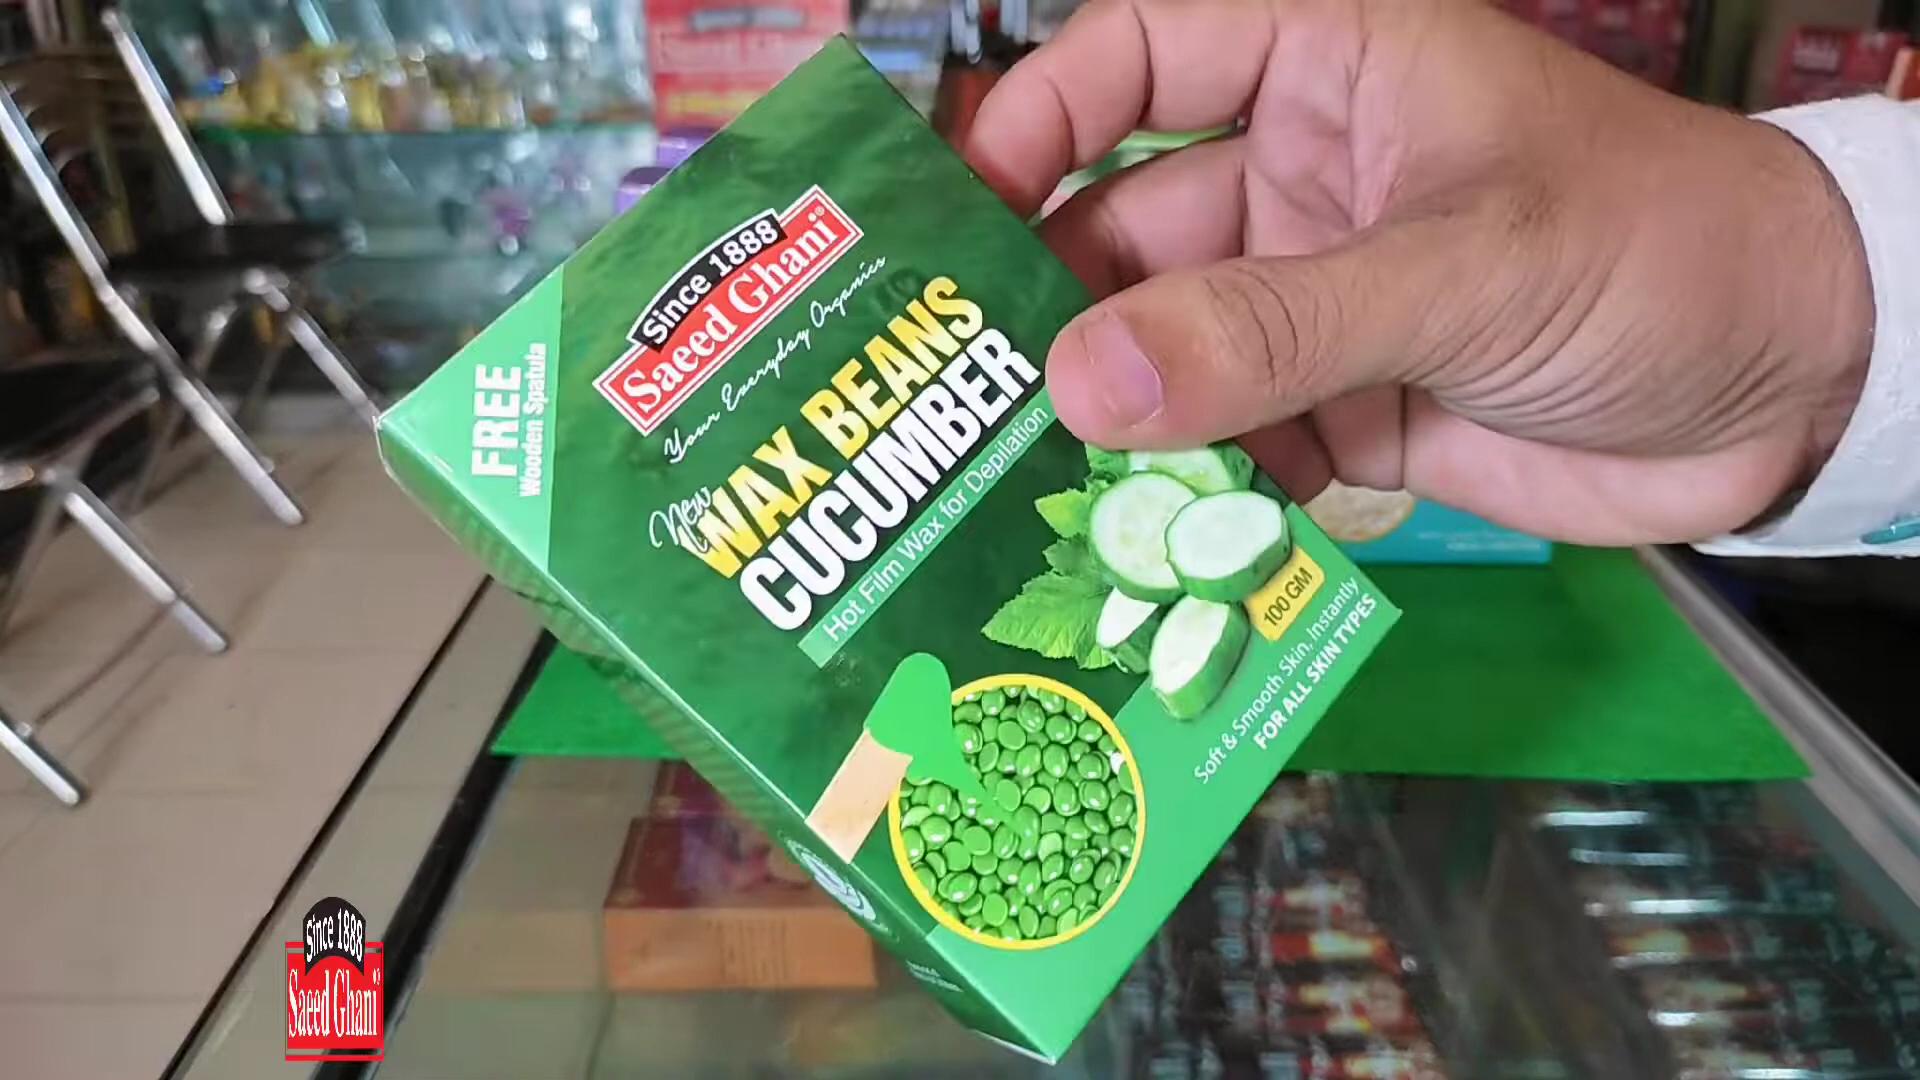 Since 1888
Saeed Ghani®
Your Everyday Organics
FREE
Wooden Spatula
New
WAX BEANS
CUCUMBER
Hot Film Wax for Depilation
100 GM
Soft & Smooth Skin, Instantly
FOR ALL SKIN TYPES
Since 1888
Saeed Ghani